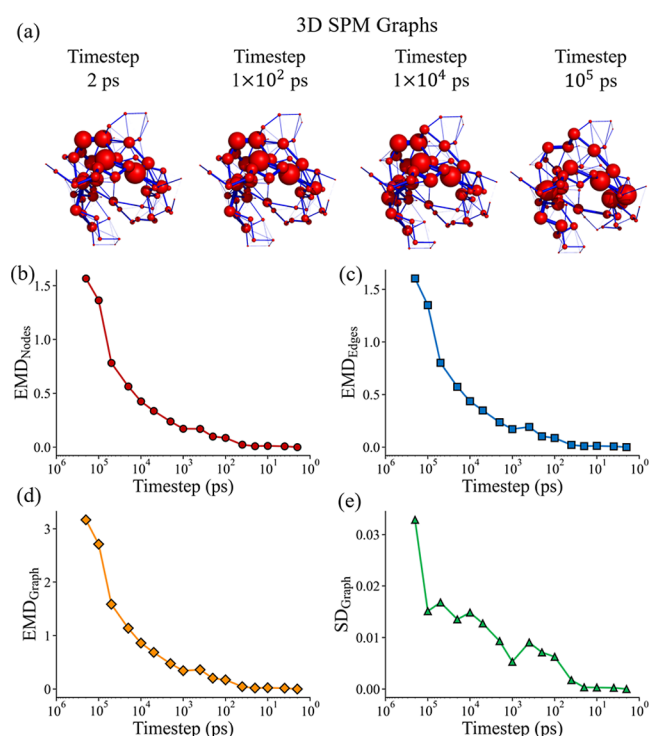 (a)
3D SPM Graphs
Timestep Timestep Timestep Timestep
2 ps 1×10² ps 1×10⁴ ps 10⁵ ps
(b) (c)
1.5
1.0
0.5
0.0
EMD_Nodes
10⁶ 10⁵ 10⁴ 10³ 10² 10¹ 10⁰
Timestep (ps)
1.5
1.0
0.5
0.0
EMD_Edges
10⁶ 10⁵ 10⁴ 10³ 10² 10¹ 10⁰
Timestep (ps)
(d) (e)
3
2
1
0
EMD_Graph
10⁶ 10⁵ 10⁴ 10³ 10² 10¹ 10⁰
Timestep (ps)
0.03
0.02
0.01
0.00
SD_Graph
10⁶ 10⁵ 10⁴ 10³ 10² 10¹ 10⁰
Timestep (ps)